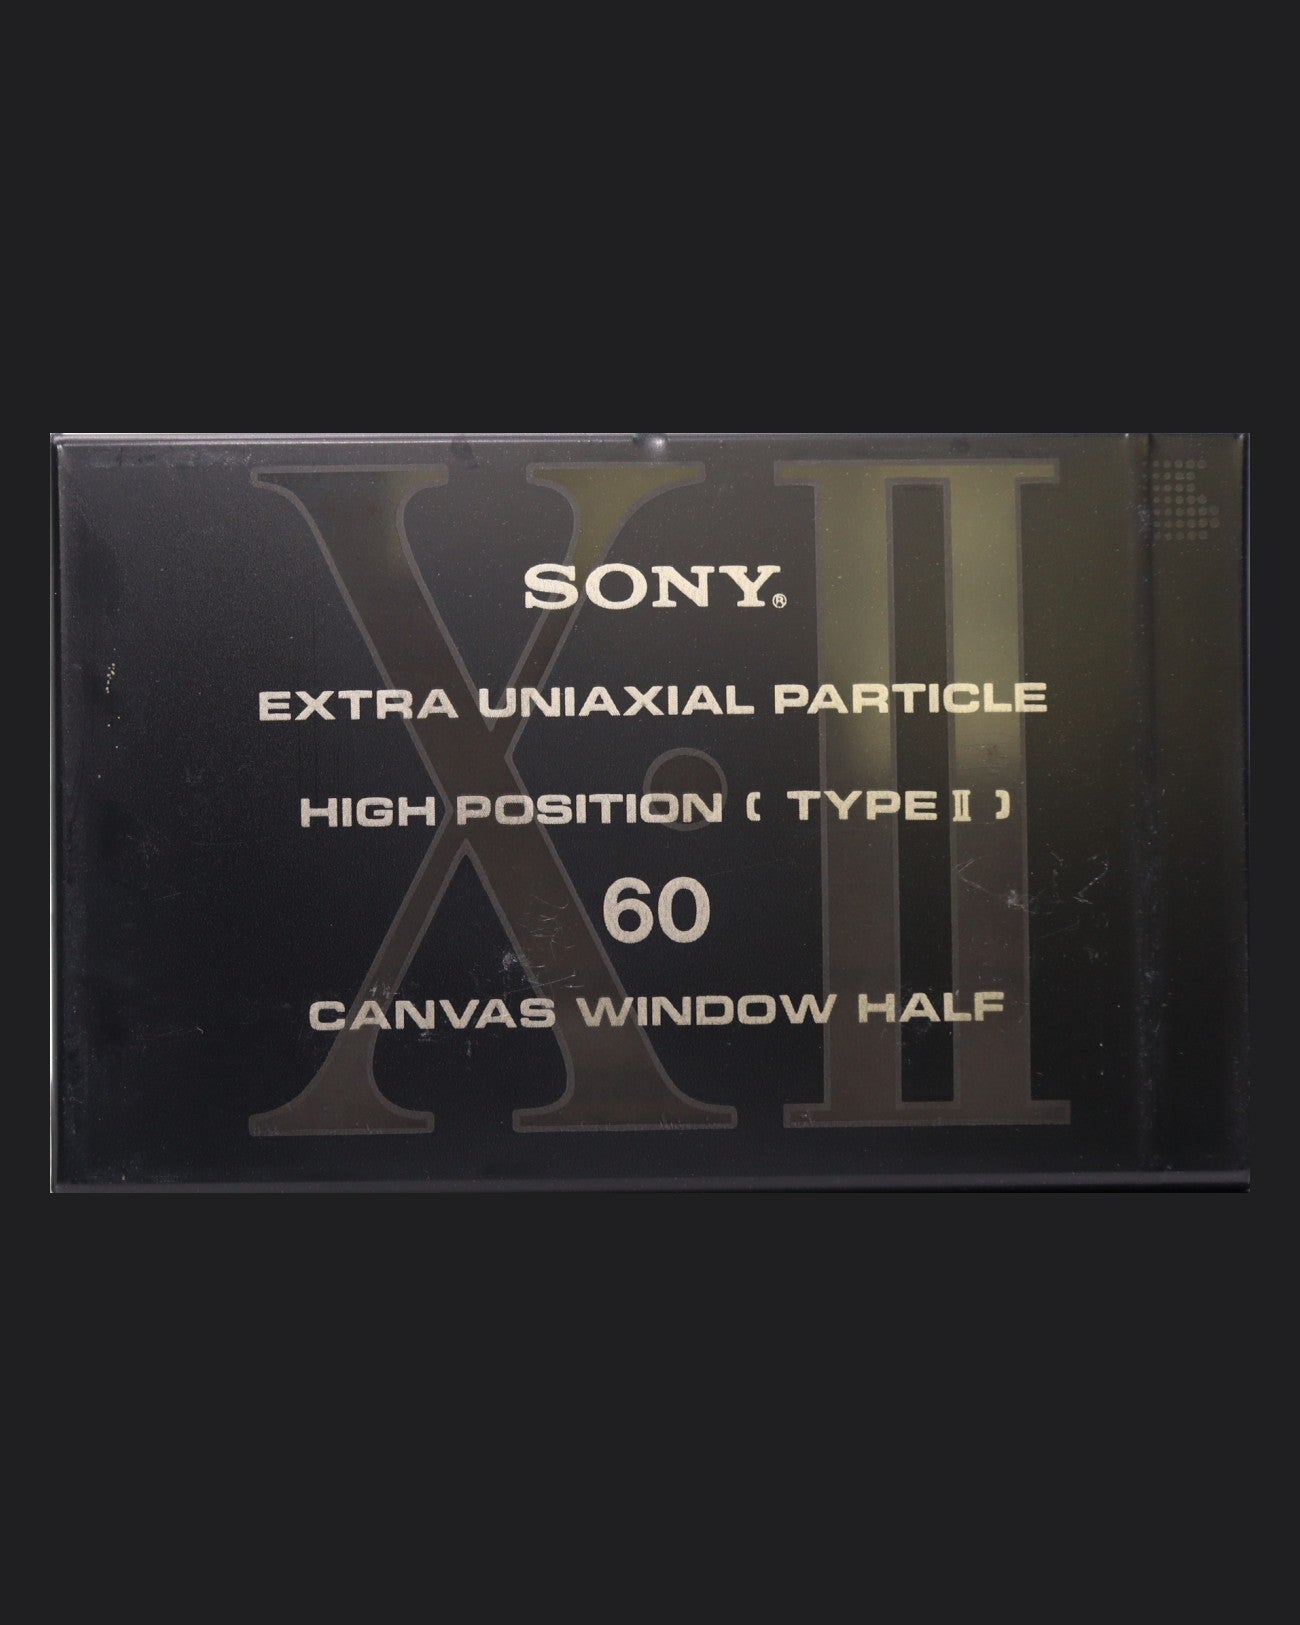 X·II
SONY®
EXTRA UNIAXIAL PARTICLE
HIGH POSITION ( TYPE II )
60
CANVAS WINDOW HALF